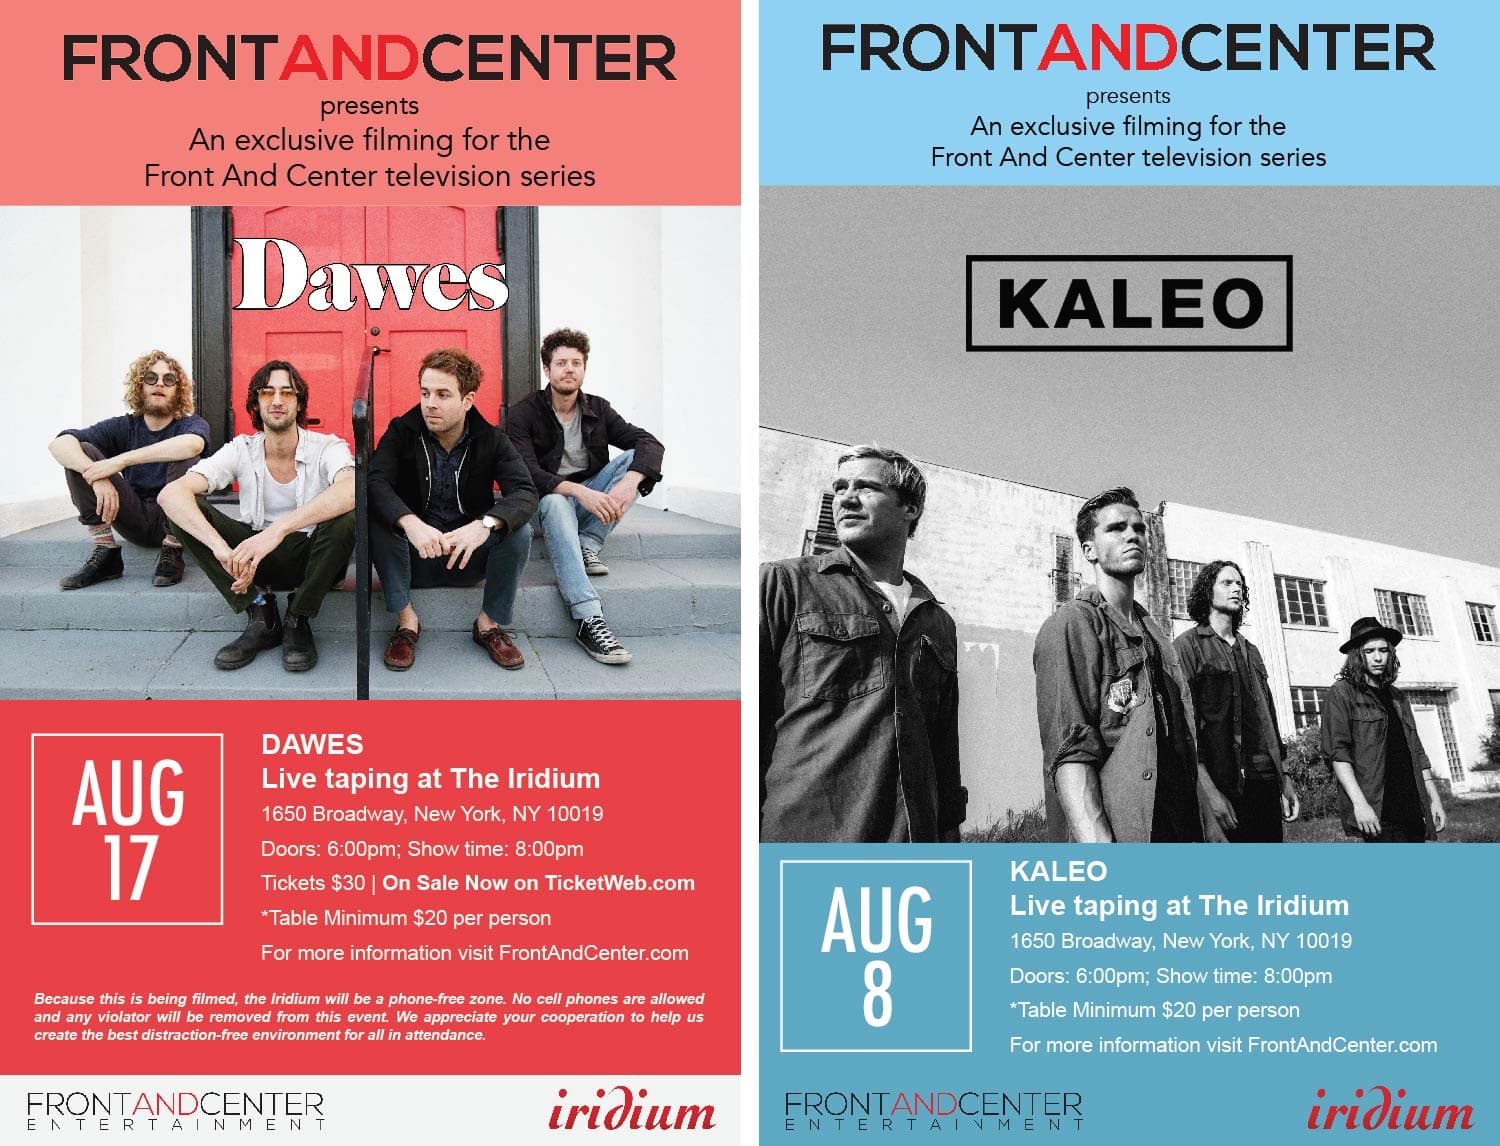 FRONTANDCENTER
presents
An exclusive filming for the
Front And Center television series
Dawes
AUG
17
DAWES
Live taping at The Iridium
1650 Broadway, New York, NY 10019
Doors: 6:00pm; Show time: 8:00pm
Tickets $30 | On Sale Now on TicketWeb.com
*Table Minimum $20 per person
For more information visit FrontAndCenter.com
Because this is being filmed, the Iridium will be a phone-free zone. No cell phones are allowed
and any violator will be removed from this event. We appreciate your cooperation to help us
create the best distraction-free environment for all in attendance.
FRONTANDCENTER
ENTERTAINMENT
iridium
FRONTANDCENTER
presents
An exclusive filming for the
Front And Center television series
KALEO
AUG
8
KALEO
Live taping at The Iridium
1650 Broadway, New York, NY 10019
Doors: 6:00pm; Show time: 8:00pm
*Table Minimum $20 per person
For more information visit FrontAndCenter.com
FRONTANDCENTER
ENTERTAINMENT
iridium